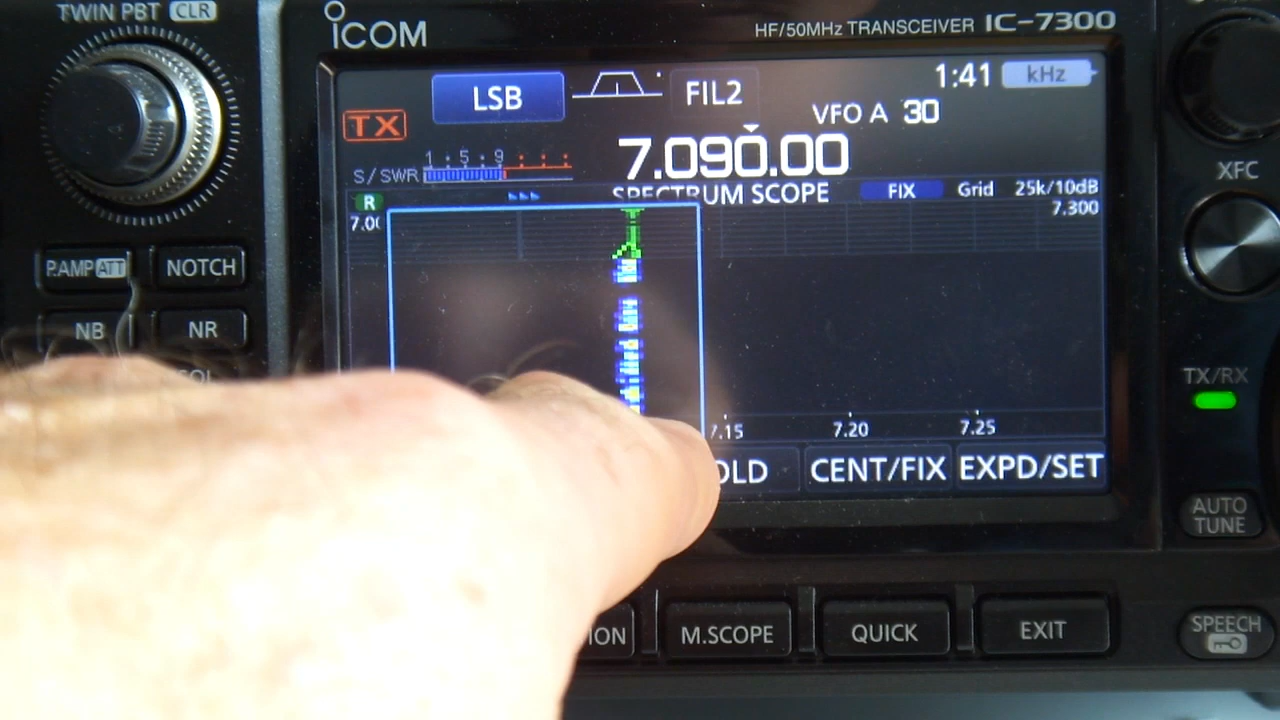 TWIN PBT CLR
ICOM
HF/50MHz TRANSCEIVER IC-7300
LSB
FIL2
1:41 kHz
TX
VFO A 30
7.090.00
1 · 5 · 9
S/SWR
SPECTRUM SCOPE FIX Grid 25k/10dB
R
7.300
XFC
P.AMP ATT
NOTCH
NB
NR
TX/RX
7.15
7.20
7.25
CENT/FIX
EXPD/SET
AUTO
TUNE
M.SCOPE
QUICK
EXIT
SPEECH